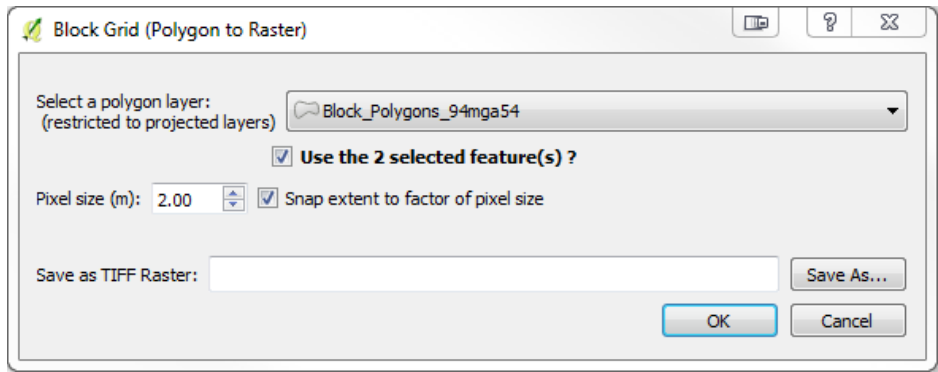 Block Grid (Polygon to Raster)
Select a polygon layer:
(restricted to projected layers)
Block_Polygons_94mga54
Use the 2 selected feature(s) ?
Pixel size (m): 2.00 Snap extent to factor of pixel size
Save as TIFF Raster: Save As...
OK Cancel